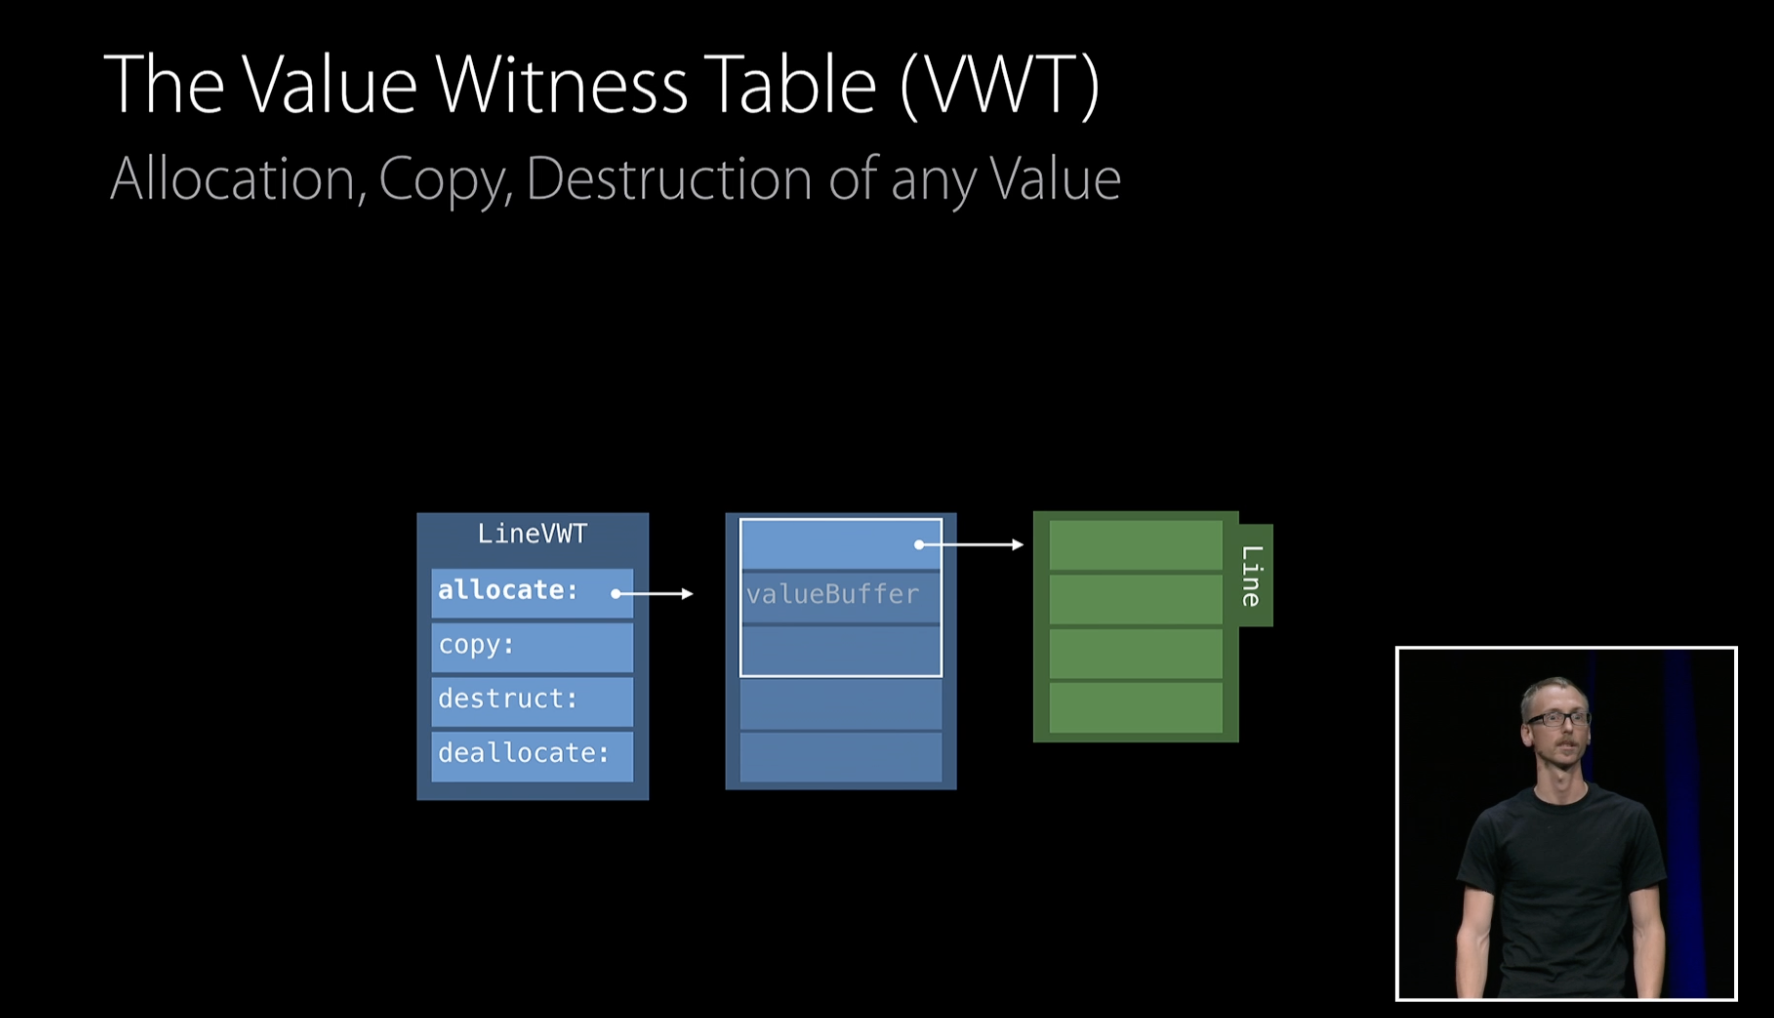 The Value Witness Table (VWT)
Allocation, Copy, Destruction of any Value
LineVWT
allocate:
copy:
destruct:
deallocate:
valueBuffer
Line